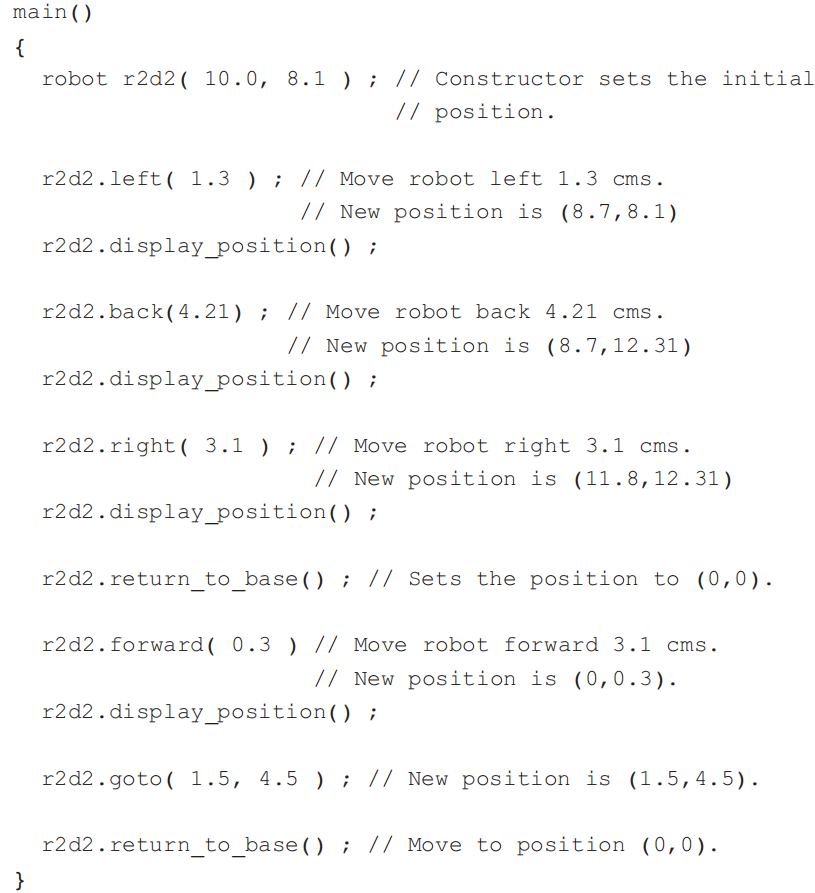 main()
{
robot r2d2( 10.0, 8.1 ) ; // Constructor sets the initial
// position.
r2d2.left( 1.3 ) ; // Move robot left 1.3 cms.
// New position is (8.7,8.1)
r2d2.display_position() ;
r2d2.back(4.21) ; // Move robot back 4.21 cms.
// New position is (8.7,12.31)
r2d2.display_position() ;
r2d2.right( 3.1 ) ; // Move robot right 3.1 cms.
// New position is (11.8,12.31)
r2d2.display_position() ;
r2d2.return_to_base() ; // Sets the position to (0,0).
r2d2.forward( 0.3 ) // Move robot forward 3.1 cms.
// New position is (0,0.3).
r2d2.display_position() ;
r2d2.goto( 1.5, 4.5 ) ; // New position is (1.5,4.5).
r2d2.return_to_base() ; // Move to position (0,0).
}